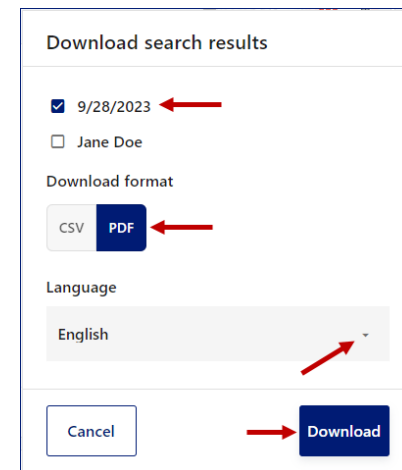 Download search results
9/28/2023
Jane Doe
Download format
CSV PDF
Language
English
Cancel Download